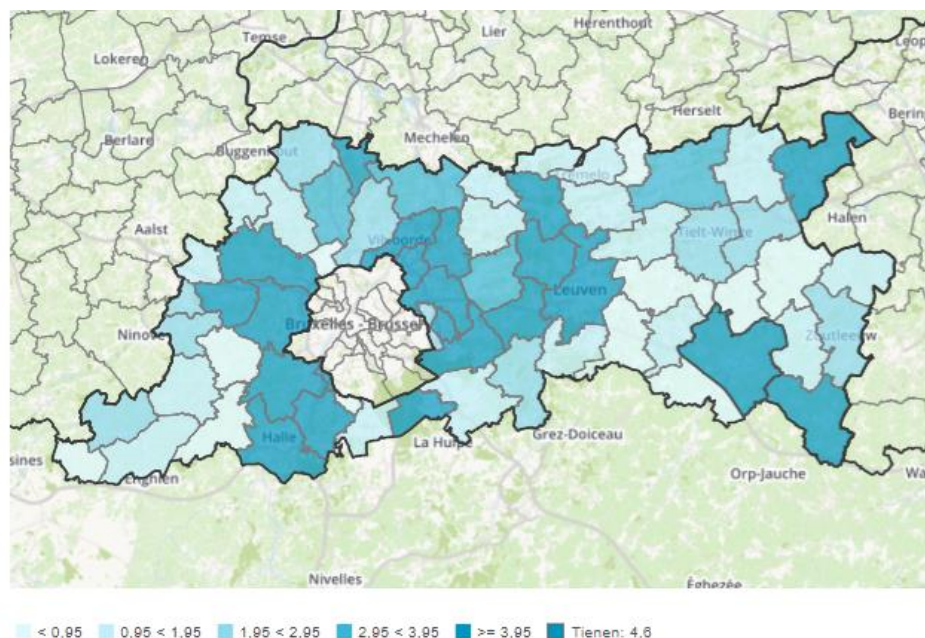 Temse
Lier
Herenthout
Leop
Lokeren
Herselt
Berin
Berlare
Mechelen
Buggenhout
Tremelo
Aalst
Halen
Vilvoorde
Tielt-Winge
Leuven
Ninove
Bruxelles - Brussel
Zoutleeuw
Halle
La Hulpe
Grez-Doiceau
sines
Enghien
Orp-Jauche
Wa
Nivelles
Éghezée
< 0.95 0.95 < 1.95 1.95 < 2.95 2.95 < 3.95 >= 3.95 Tienen: 4.6